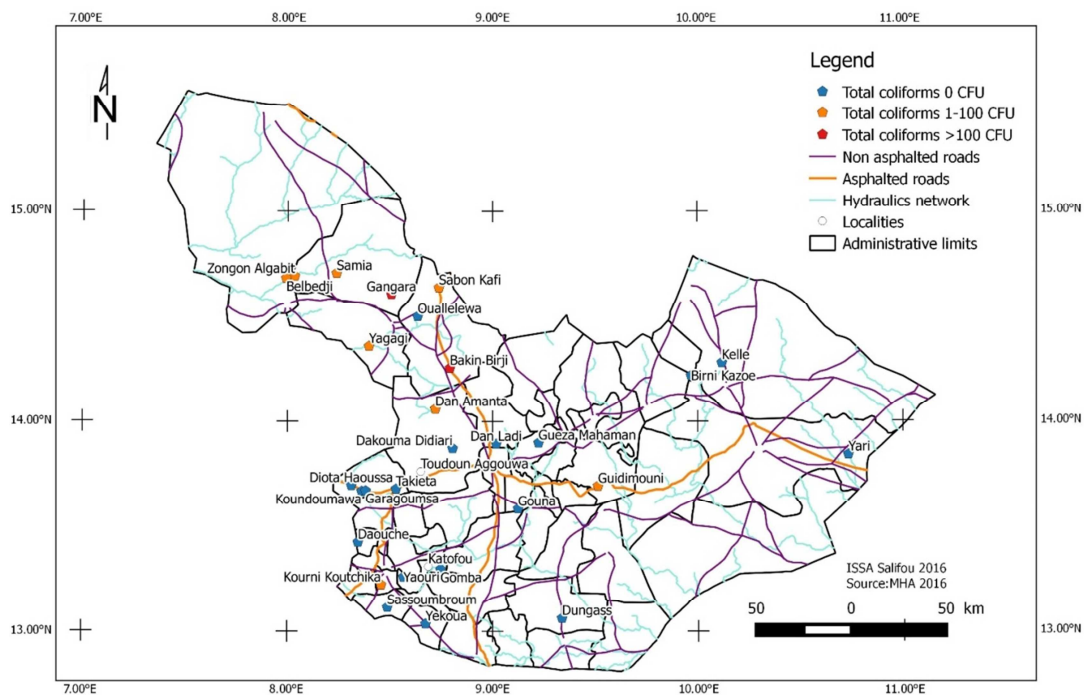 7.00°E 8.00°E 9.00°E 10.00°E 11.00°E
Legend
N
Total coliforms 0 CFU
Total coliforms 1-100 CFU
Total coliforms >100 CFU
Non asphalted roads
Asphalted roads
15.00°N
Hydraulics network
15.00°N
Localities
Administrative limits
Zongon Algabit
Samia
Belbedji
Gangara
Sabon Kafi
Ouallelewa
Yagagi
Bakin Birji
Kelle
Birni Kazoe
Dan Amanta
14.00°N
14.00°N
Dakouma Didiari
Dan Ladi
Gueza Mahaman
Yari
Toudoun Aggouwa
Diota Haoussa
Takieta
Guidimouni
Koundoumawa Garagoumsa
Gouna
Daouche
Katofou
Kourni Koutchika
Yaouri Gomba
ISSA Salifou 2016
Source:MHA 2016
Sassoumbroum
Yekoua
Dungass
50 0 50 km
13.00°N
13.00°N
7.00°E 8.00°E 9.00°E 10.00°E 11.00°E